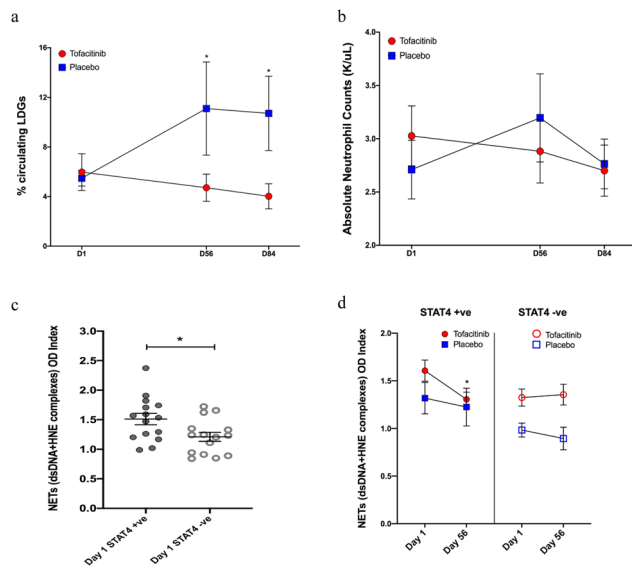 a
% circulating LDGs
16
12
8
4
0
Tofacitinib
Placebo
*
*
D1
D56
D84
b
Absolute Neutrophil Counts (K/uL)
4.0
3.5
3.0
2.5
2.0
Tofacitinib
Placebo
D1
D56
D84
c
NETs (dsDNA+HNE complexes) OD Index
3.0
2.5
2.0
1.5
1.0
0.5
0.0
*
Day 1 STAT4 +ve
Day 1 STAT4 -ve
d
STAT4 +ve
STAT4 -ve
NETs (dsDNA+HNE complexes) OD Index
2.0
1.5
1.0
0.5
0.0
Tofacitinib
Placebo
Tofacitinib
Placebo
*
Day 1
Day 56
Day 1
Day 56